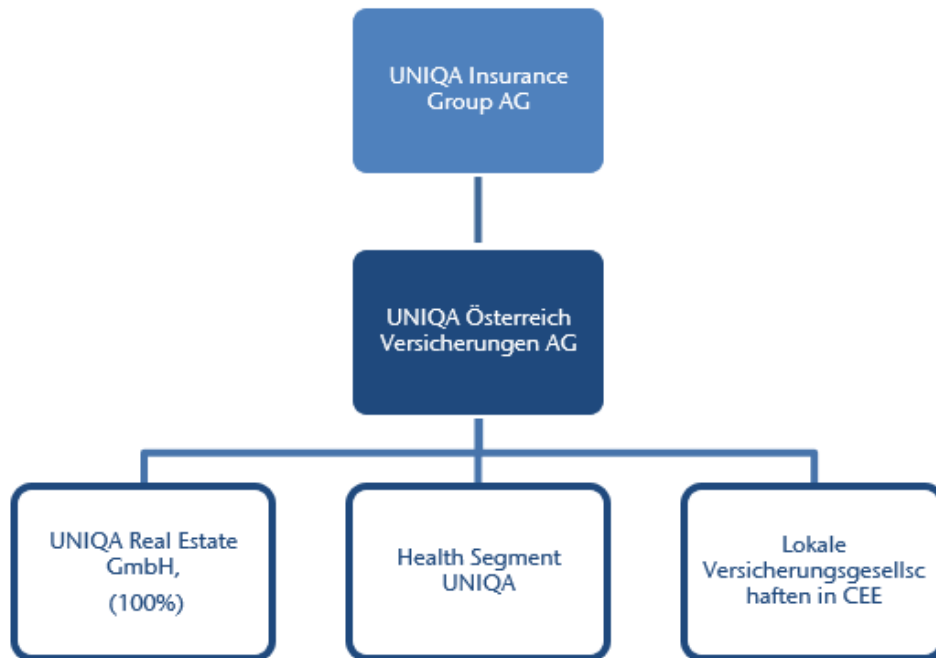 UNIQA Insurance
Group AG
UNIQA Österreich
Versicherungen AG
UNIQA Real Estate
GmbH,
(100%)
Health Segment
UNIQA
Lokale
Versicherungsgesellsc
haften in CEE